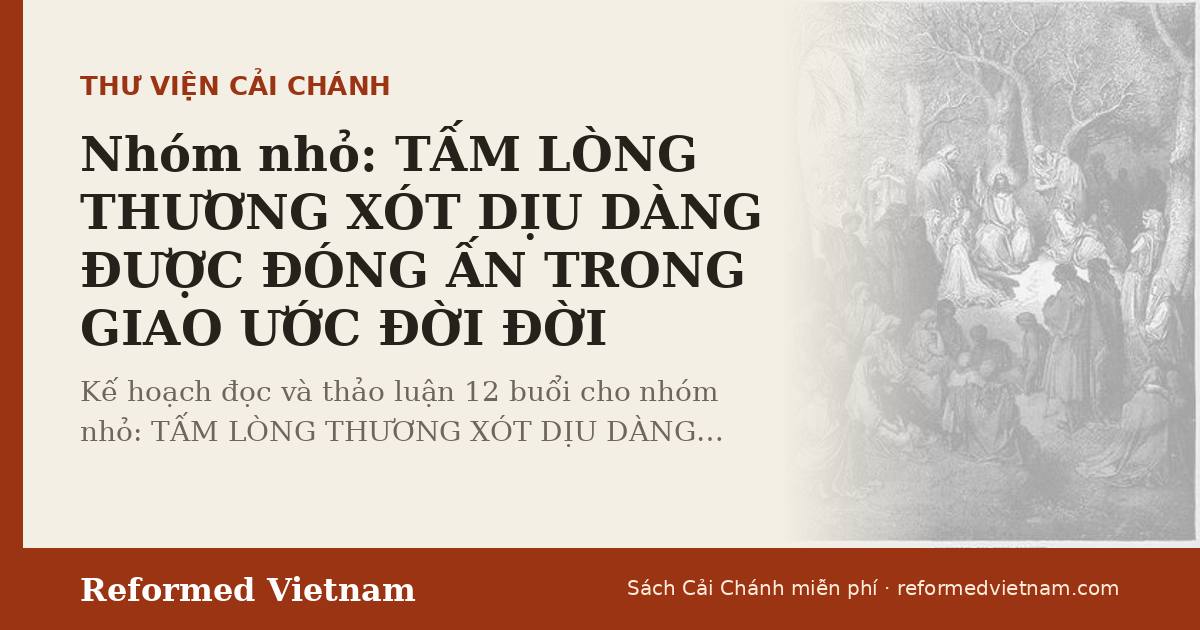 THƯ VIỆN CẢI CHÁNH
Nhóm nhỏ: TẤM LÒNG
THƯƠNG XÓT DỊU DÀNG
ĐƯỢC ĐÓNG ẤN TRONG
GIAO ƯỚC ĐỜI ĐỜI
Kế hoạch đọc và thảo luận 12 buổi cho nhóm
nhỏ: TẤM LÒNG THƯƠNG XÓT DỊU DÀNG...
Reformed Vietnam
Sách Cải Chánh miễn phí · reformedvietnam.com